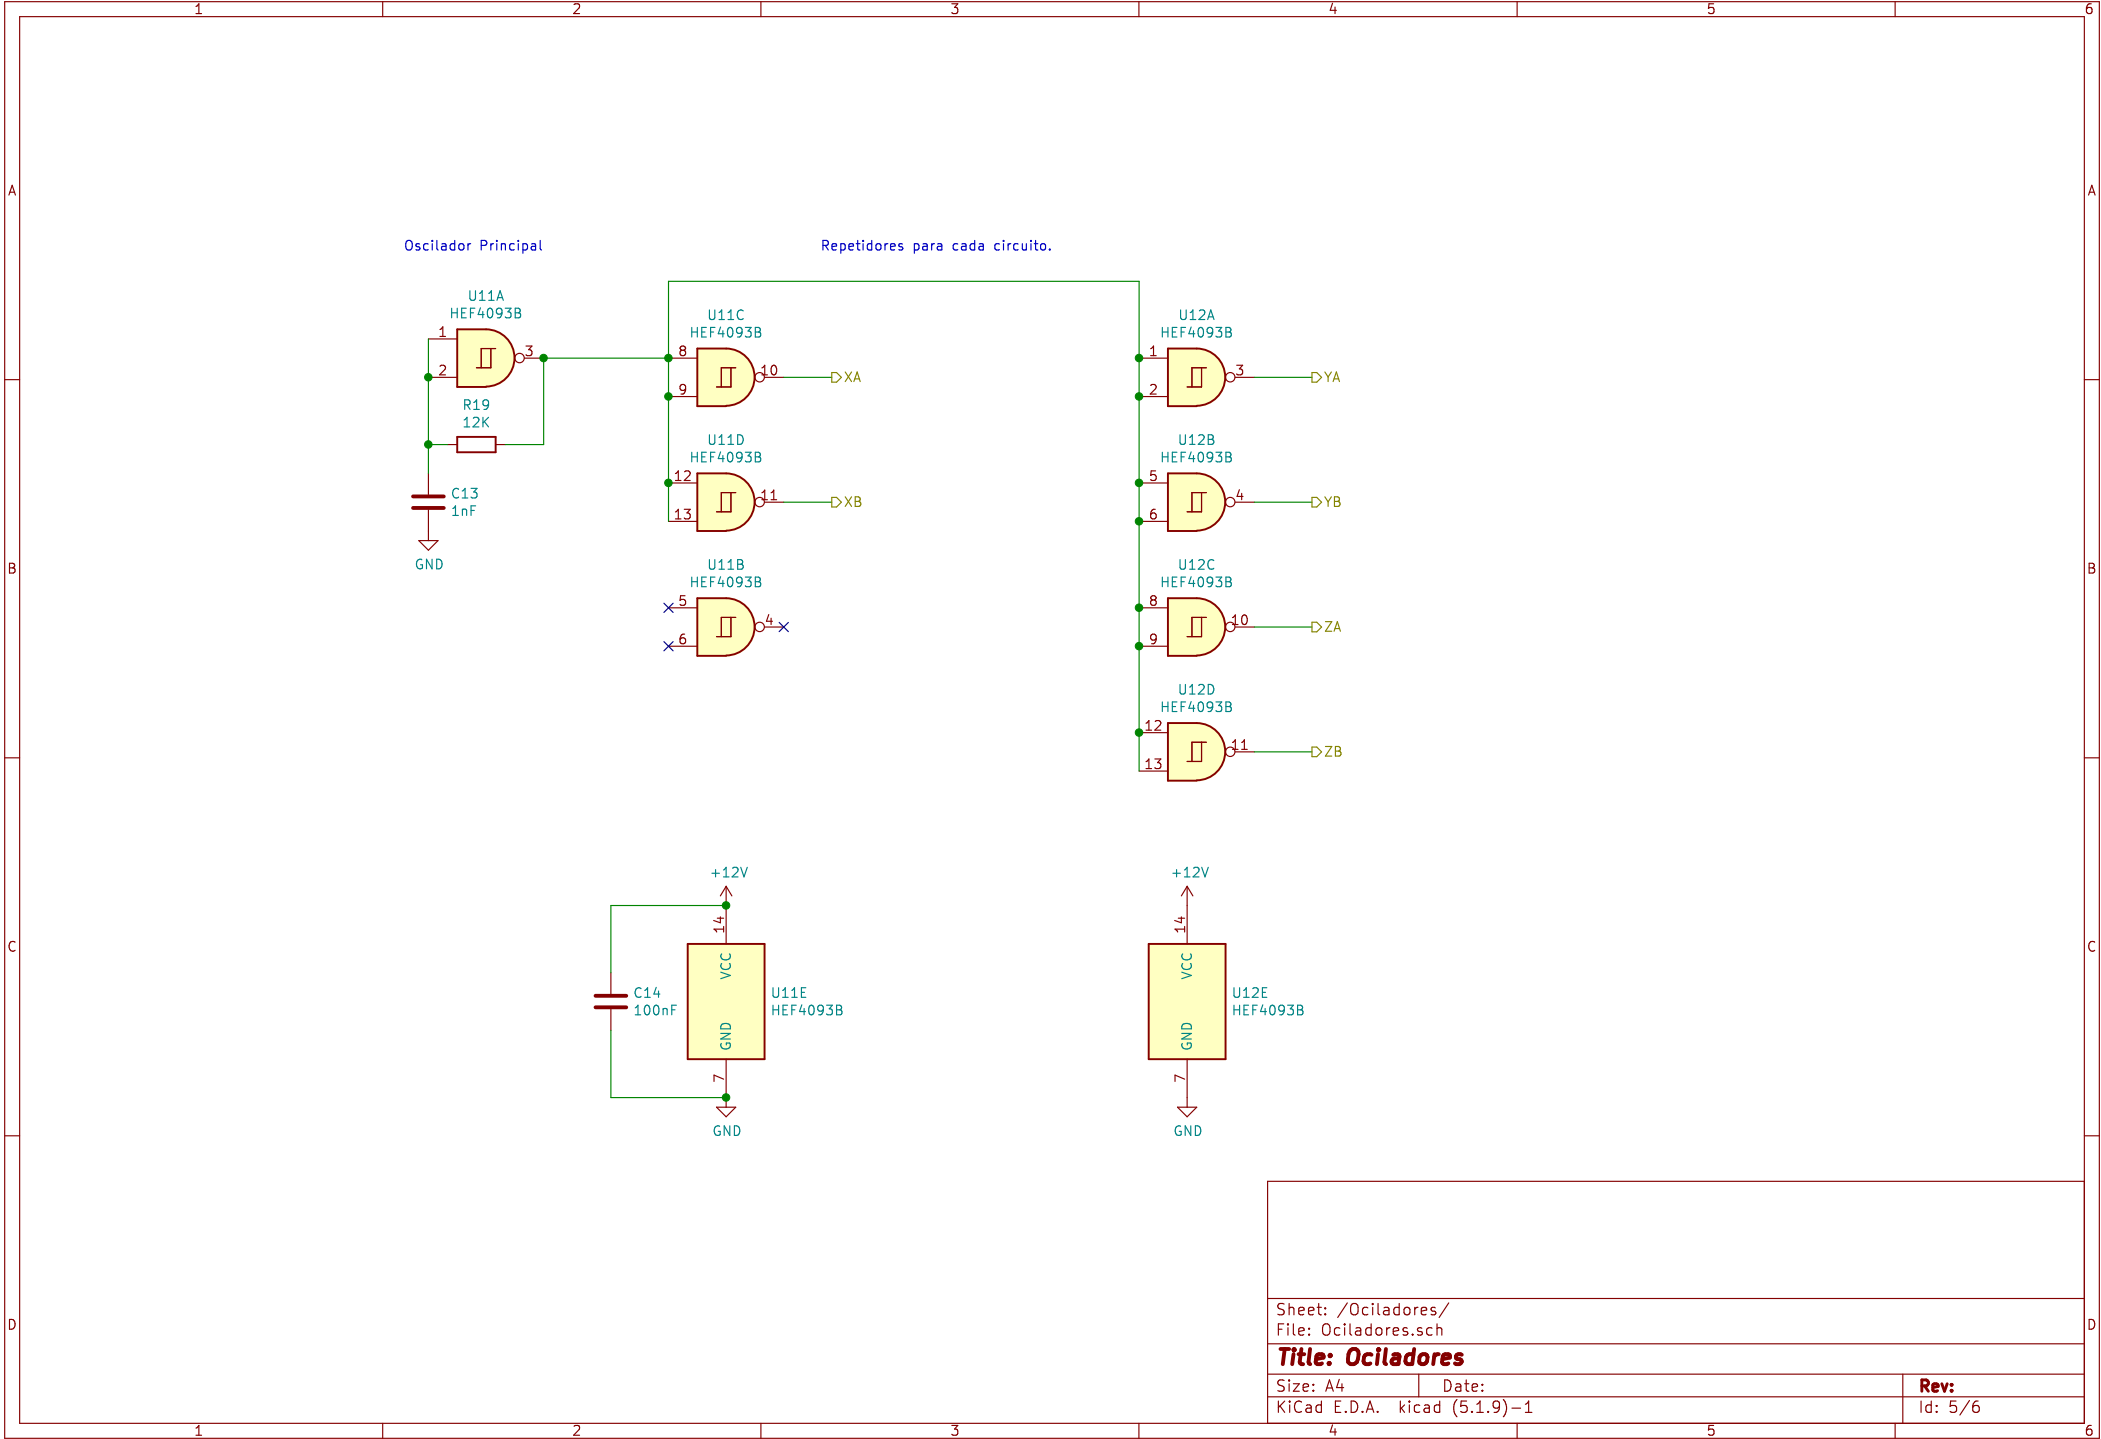 1 2 3 4 5 6
A A
Oscilador Principal
Repetidores para cada circuito.
U11A
HEF4093B
1
2
3
R19
12K
C13
1nF
GND
U11C
HEF4093B
8
9
10
XA
U11D
HEF4093B
12
13
11
XB
U11B
HEF4093B
5
6
4
U12A
HEF4093B
1
2
3
YA
U12B
HEF4093B
5
6
4
YB
U12C
HEF4093B
8
9
10
ZA
U12D
HEF4093B
12
13
11
ZB
B B
+12V
14
VCC
GND
7
GND
C14
100nF
U11E
HEF4093B
+12V
14
VCC
GND
7
GND
U12E
HEF4093B
C C
Sheet: /Ociladores/
File: Ociladores.sch
Title: Ociladores
Size: A4 Date: Rev:
KiCad E.D.A. kicad (5.1.9)-1 Id: 5/6
D D
1 2 3 4 5 6